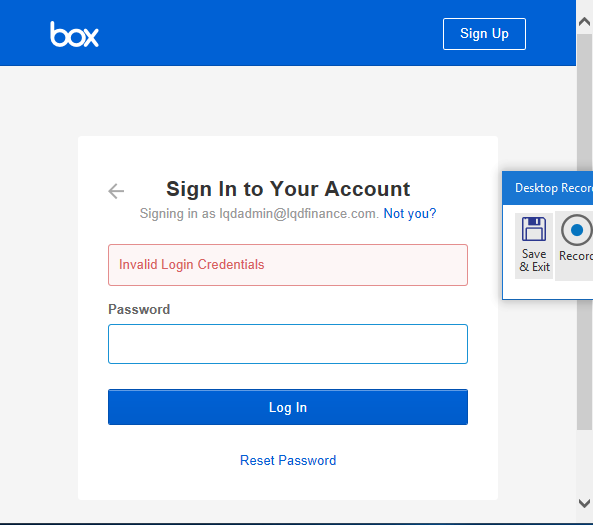 box
Sign Up
Sign In to Your Account
Signing in as lqdadmin@lqdfinance.com. Not you?
Invalid Login Credentials
Password
Log In
Reset Password
Desktop Recor
Save
& Exit
Record